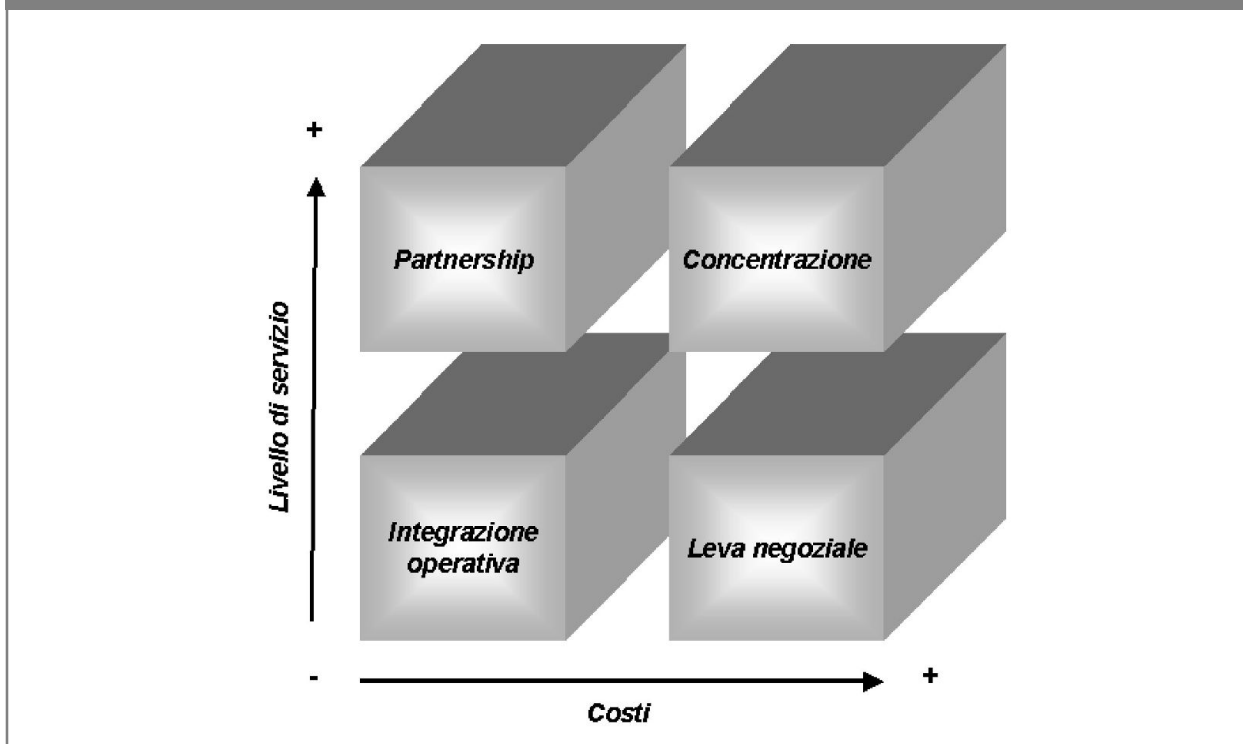 +
Partnership
Concentrazione
Livello di servizio
Integrazione
operativa
Leva negoziale
-
+
Costi